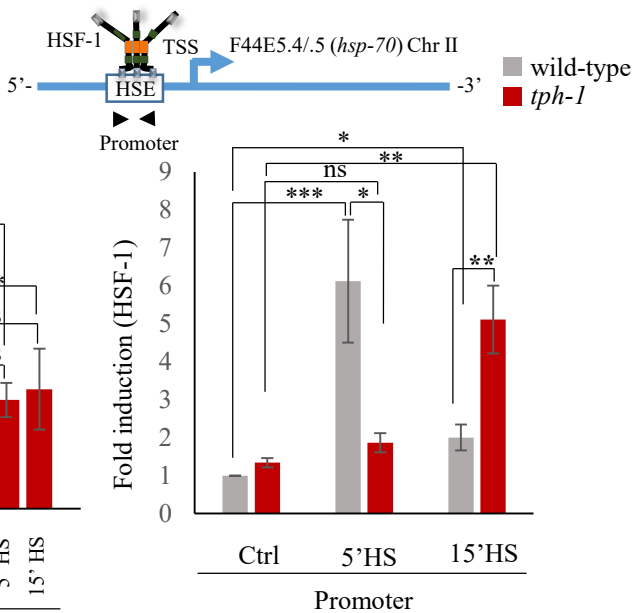 HSF-1
TSS
F44E5.4/.5 (hsp-70) Chr II
wild-type
tph-1
5’-
HSE
-3’
Promoter
*
**
ns
***
*
**
9
8
7
6
5
4
3
2
1
0
Fold induction (HSF-1)
Ctrl
5’HS
15’HS
Promoter
5’ HS
15’ HS